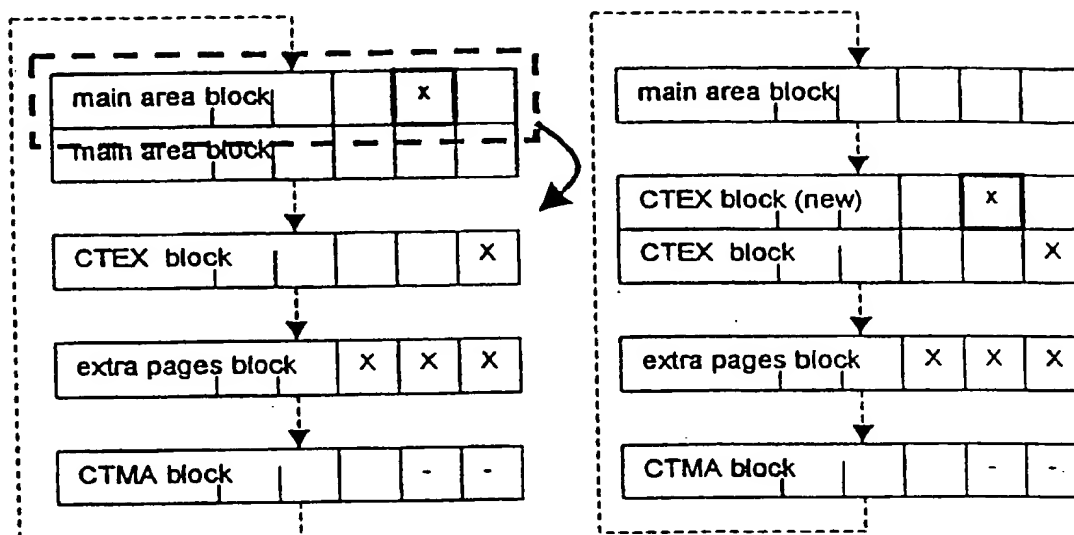 main area block x
main area block
CTEX block X
extra pages block X X X
CTMA block - -
main area block
CTEX block (new) x
CTEX block X
extra pages block X X X
CTMA block - -